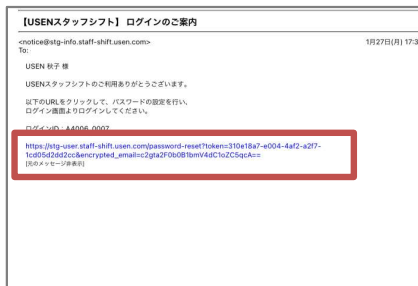 【USENスタッフシフト】 ログインのご案内
<notice@stg-info.staff-shift.usen.com>
1月27日(月) 17:3
To:
USEN 秋子 様
USENスタッフシフトのご利用ありがとうございます。
以下のURLをクリックして、パスワードの設定を行い、
ログイン画面よりログインしてください。
ログインID：A4006_0007
https://stg-user.staff-shift.usen.com/password-reset?token=310e18a7-e004-4af2-a2f7-
1cd05d2dd2cc&encrypted_email=c2gta2F0b0B1bmV4dC1oZC5qcA==
[元のメッセージ非表示]